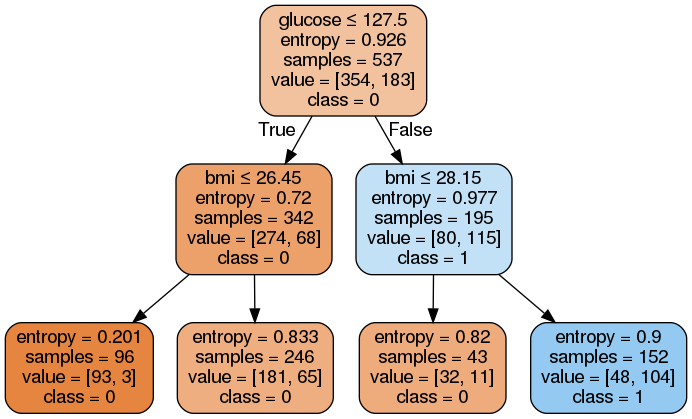 glucose ≤ 127.5
entropy = 0.926
samples = 537
value = [354, 183]
class = 0
True
False
bmi ≤ 26.45
entropy = 0.72
samples = 342
value = [274, 68]
class = 0
bmi ≤ 28.15
entropy = 0.977
samples = 195
value = [80, 115]
class = 1
entropy = 0.201
samples = 96
value = [93, 3]
class = 0
entropy = 0.833
samples = 246
value = [181, 65]
class = 0
entropy = 0.82
samples = 43
value = [32, 11]
class = 0
entropy = 0.9
samples = 152
value = [48, 104]
class = 1